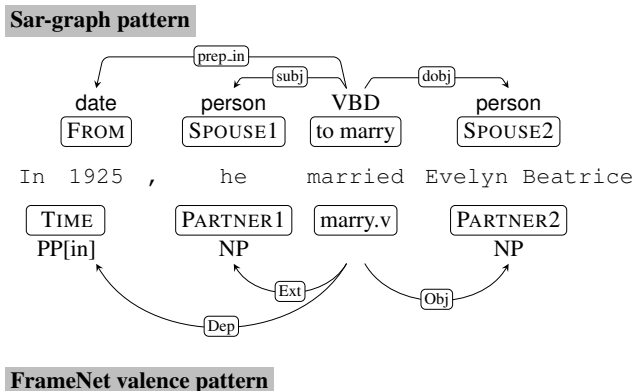 Sar-graph pattern
prep_in
subj dobj
date person VBD person
FROM SPOUSE1 to marry SPOUSE2
In 1925 , he married Evelyn Beatrice
TIME PARTNER1 marry.v PARTNER2
PP[in] NP NP
Ext Obj
Dep
FrameNet valence pattern